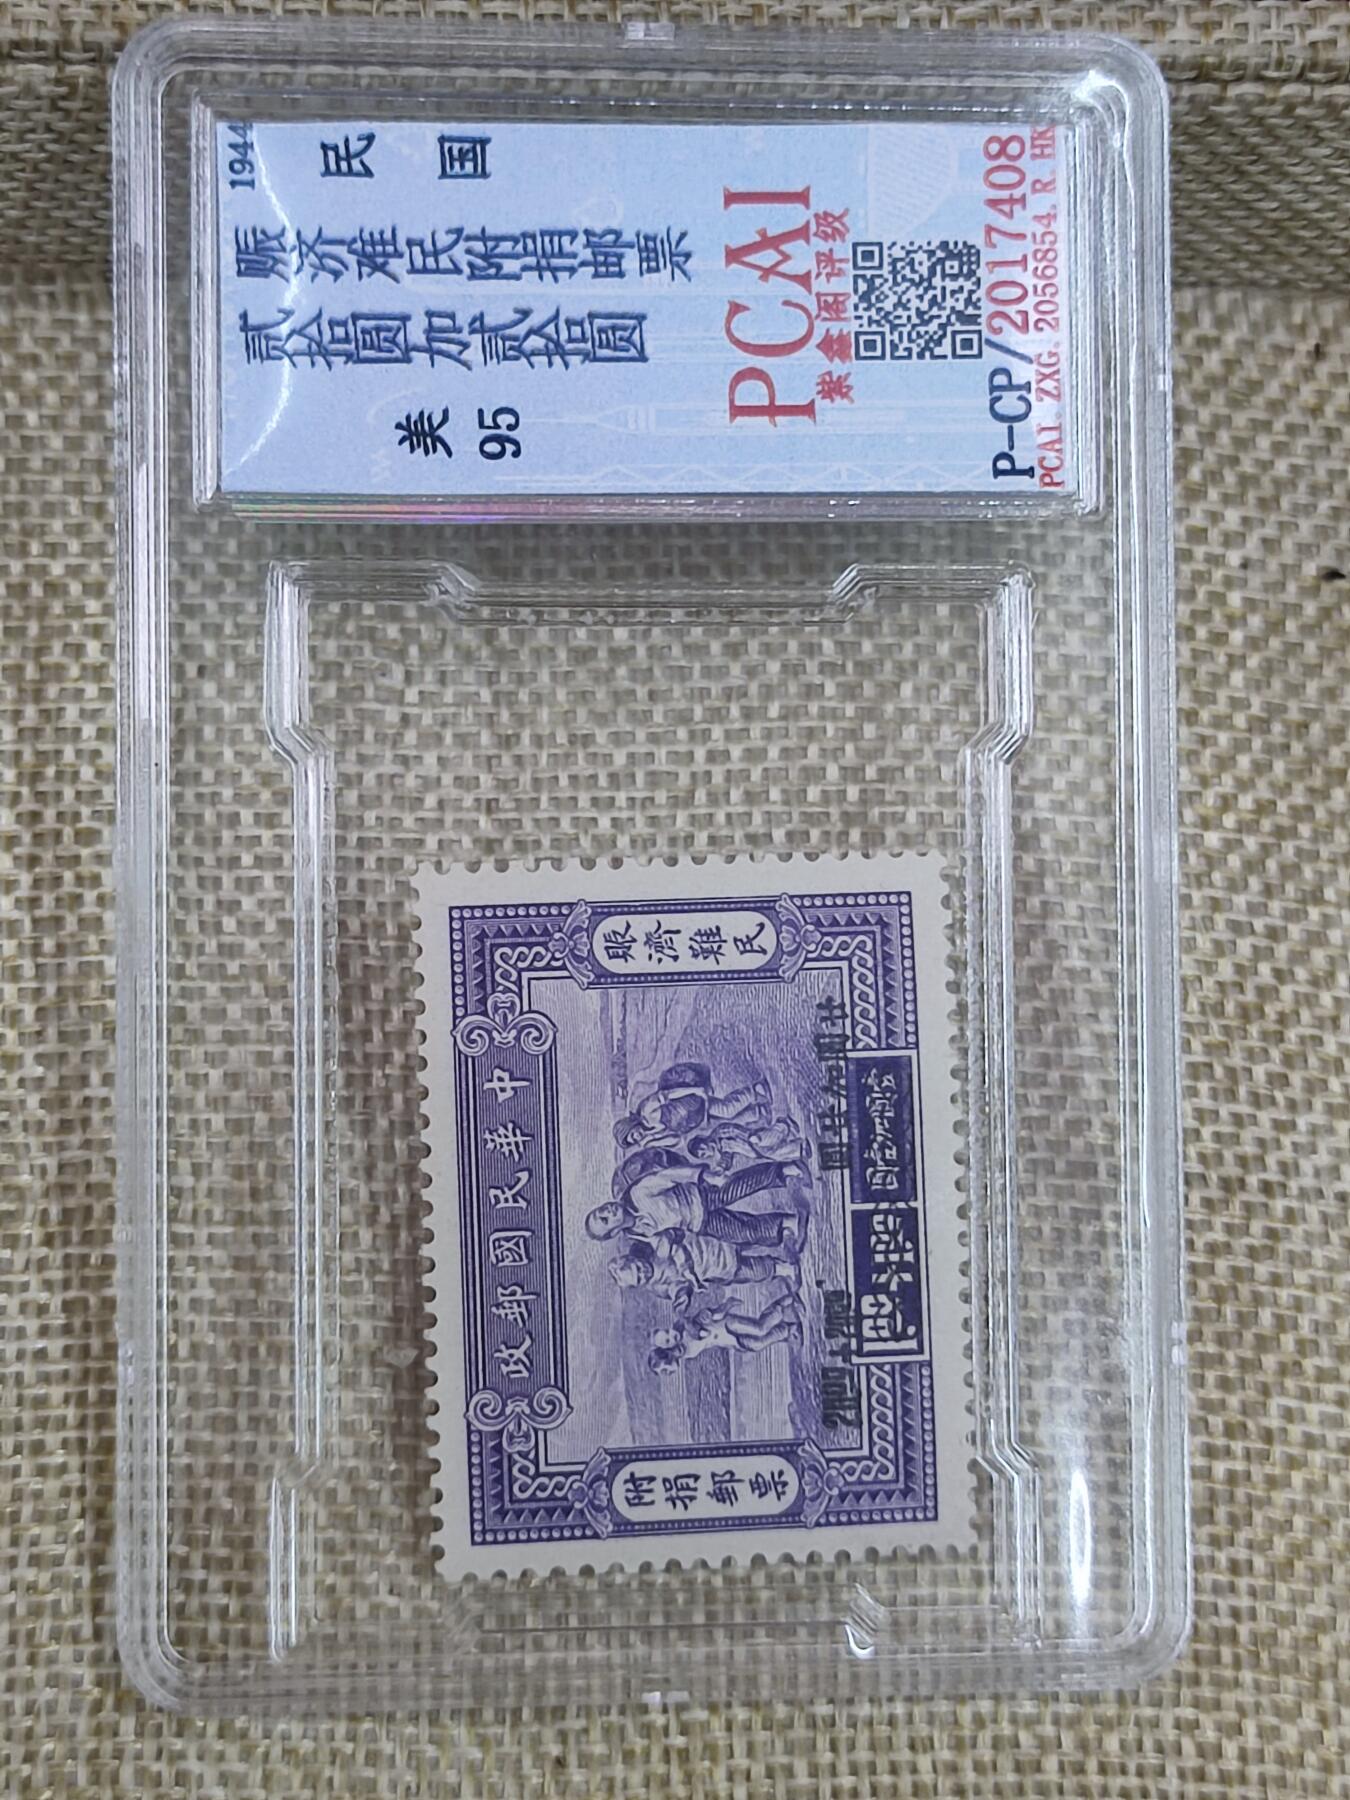 1944
民国
赈济难民附捐邮票
贰拾圆加贰拾圆
美
95
PCAI
紫鑫阁评级
P-CP/2017408
PCAI. ZXG. 2056854. R. HK
中華民國郵政
賑濟難民
附捐郵票